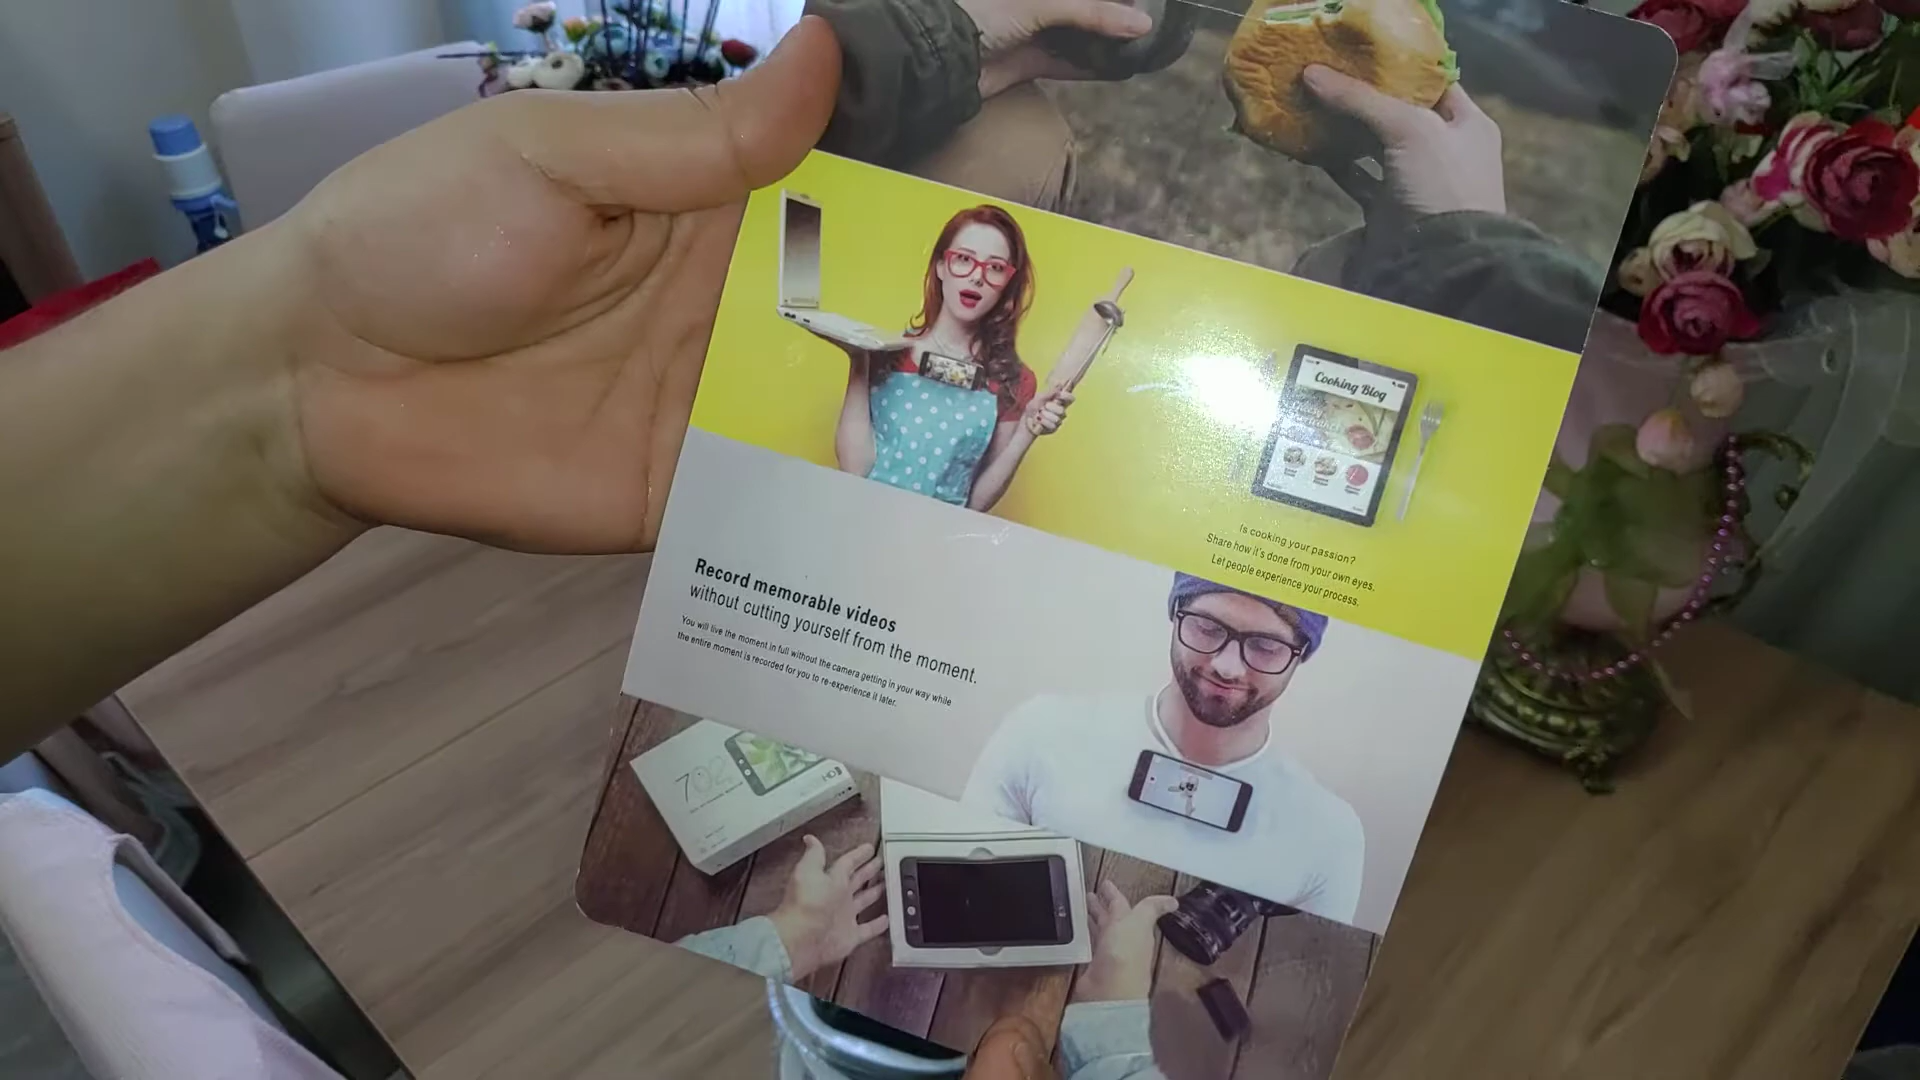 Cooking Blog
Is cooking your passion?
Share how it's done from your own eyes.
Let people experience your process.
Record memorable videos
without cutting yourself from the moment.
You will live the moment in full without the camera getting in your way while
the entire moment is recorded for you to re-experience it later.
702